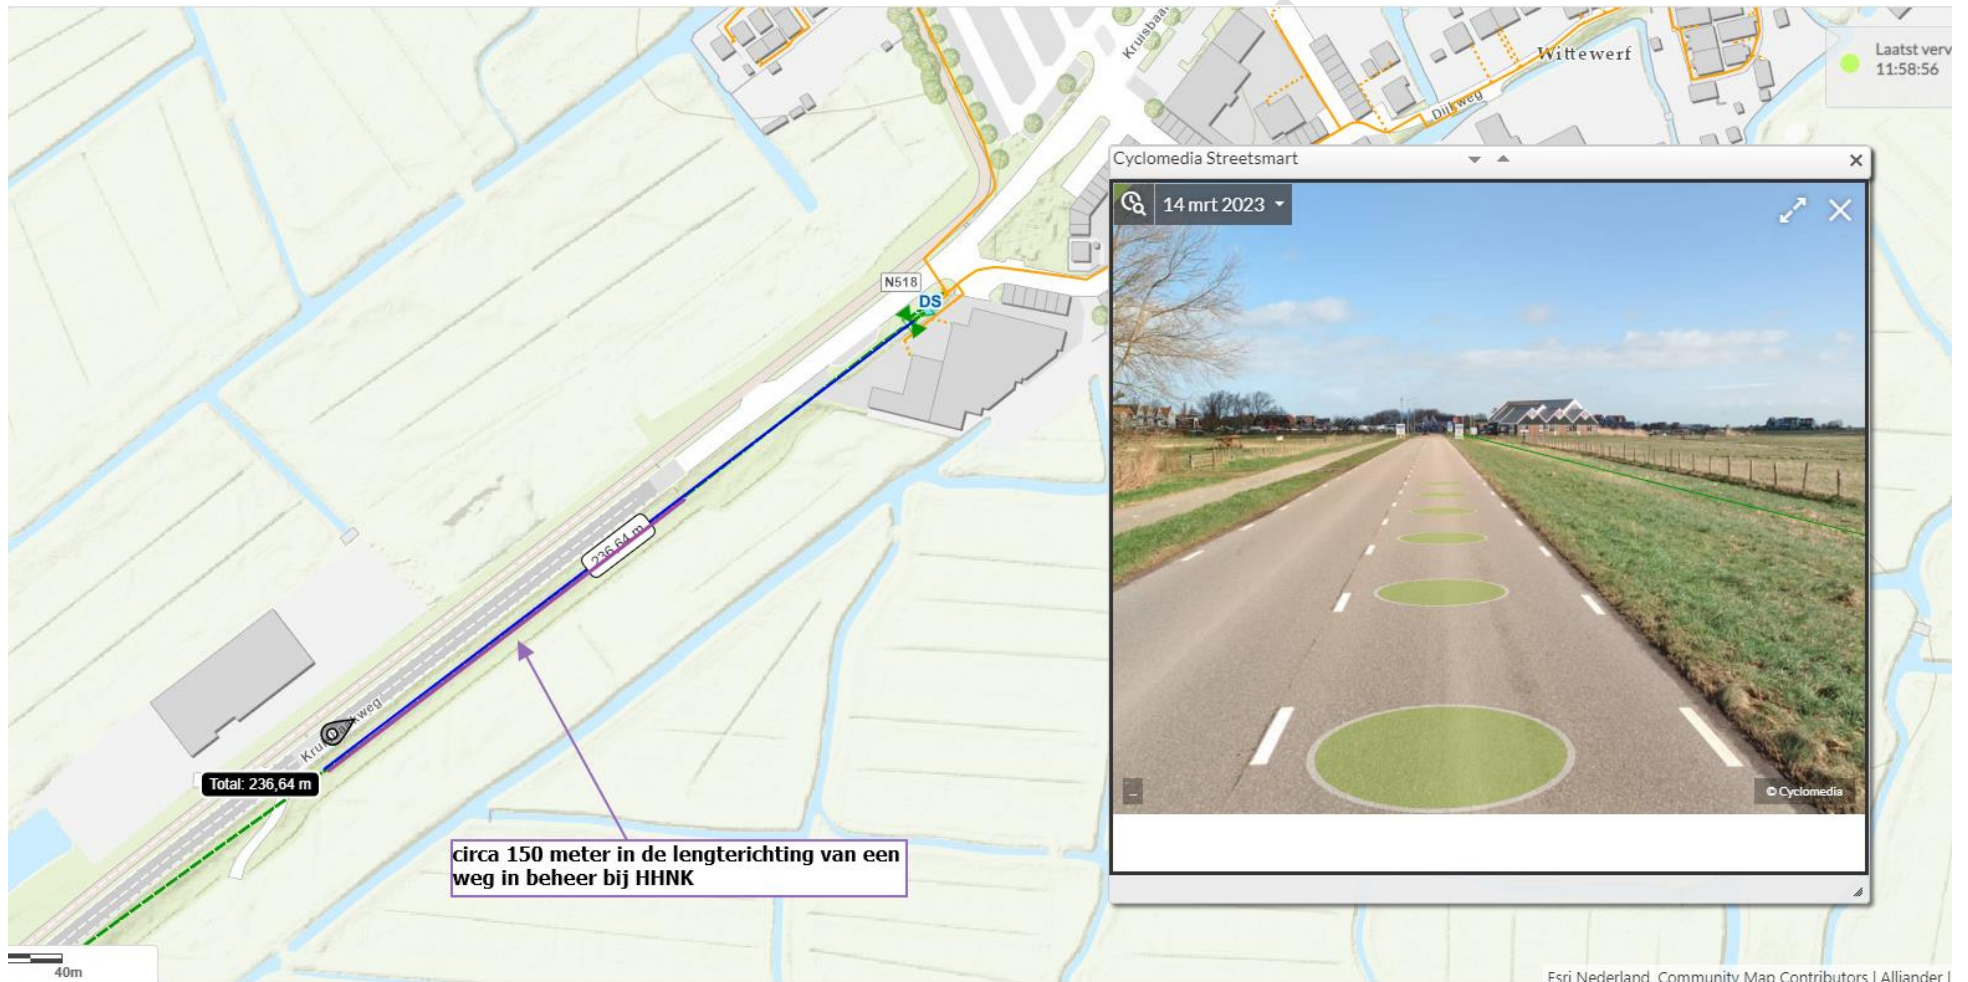 Kruisbaa
Wittewerf
Dijkweg
Laatst verv
11:58:56
Cyclomedia Streetsmart
14 mrt 2023
N518
DS
236,64 m
Total: 236,64 m
circa 150 meter in de lengterichting van een
weg in beheer bij HHNK
© Cyclomedia
40m
Esri Nederland, Community Map Contributors | Alliander |